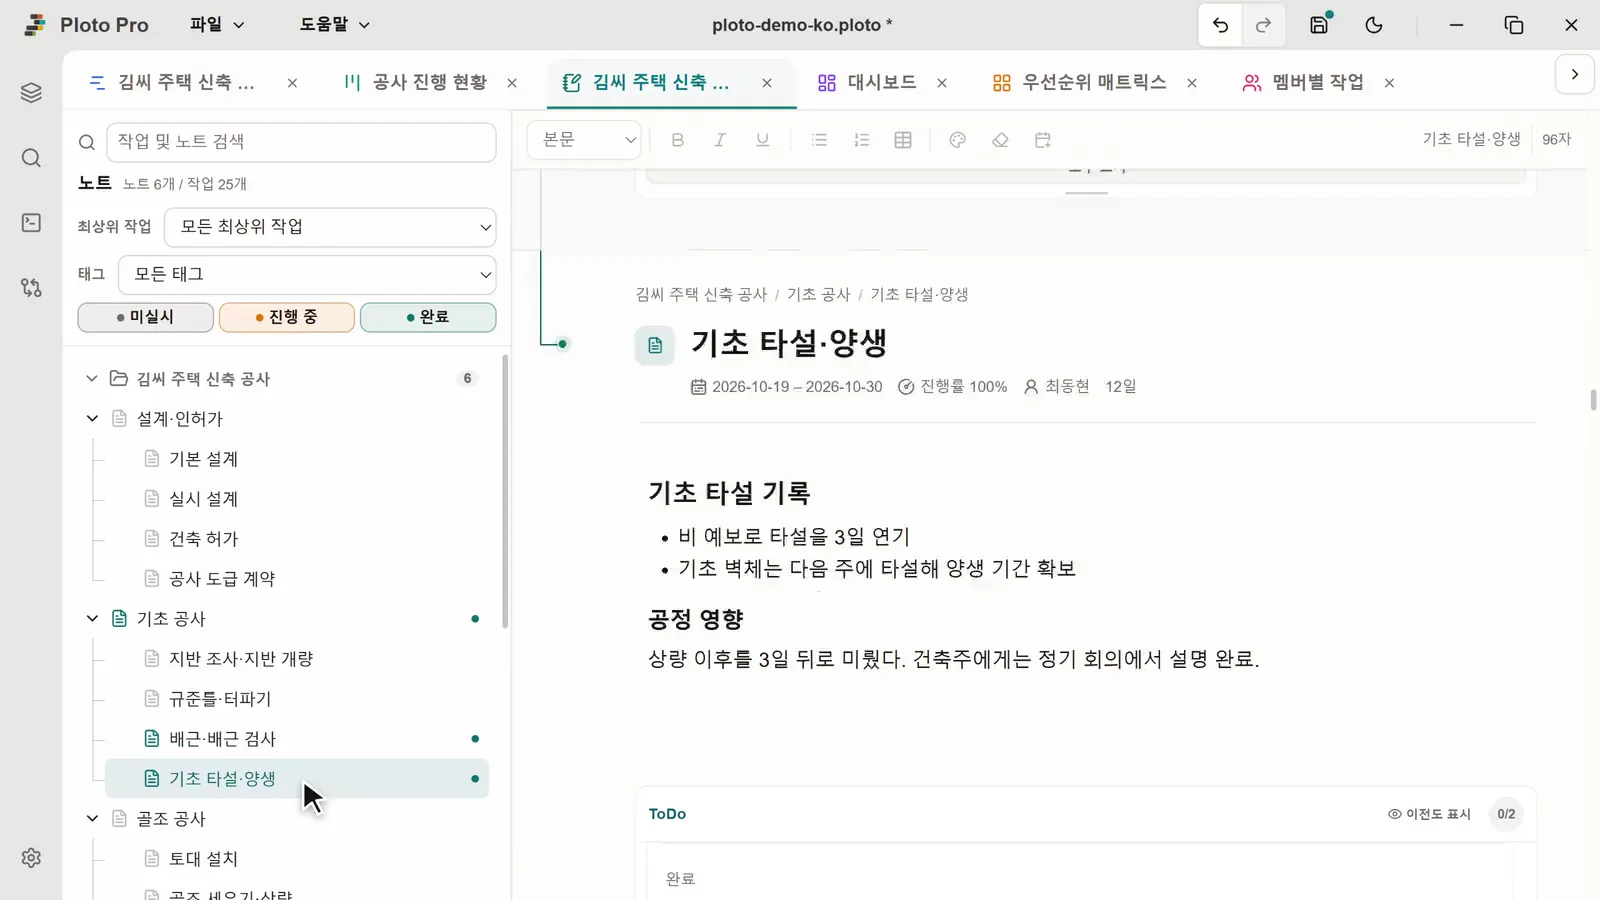 Ploto Pro
파일
도움말
ploto-demo-ko.ploto *
김씨 주택 신축 ...
공사 진행 현황
김씨 주택 신축 ...
대시보드
우선순위 매트릭스
멤버별 작업
작업 및 노트 검색
노트 노트 6개 / 작업 25개
최상위 작업 모든 최상위 작업
태그 모든 태그
미실시
진행 중
완료
김씨 주택 신축 공사 6
설계·인허가
기본 설계
실시 설계
건축 허가
공사 도급 계약
기초 공사
지반 조사·지반 개량
규준틀·터파기
배근·배근 검사
기초 타설·양생
골조 공사
토대 설치
골조 세우기·상량
본문
기초 타설·양생 96자
김씨 주택 신축 공사 / 기초 공사 / 기초 타설·양생
기초 타설·양생
2026-10-19 – 2026-10-30 진행률 100% 최동현 12일
기초 타설 기록
• 비 예보로 타설을 3일 연기
• 기초 벽체는 다음 주에 타설해 양생 기간 확보
공정 영향
상량 이후를 3일 뒤로 미뤘다. 건축주에게는 정기 회의에서 설명 완료.
ToDo
이전도 표시
0/2
완료